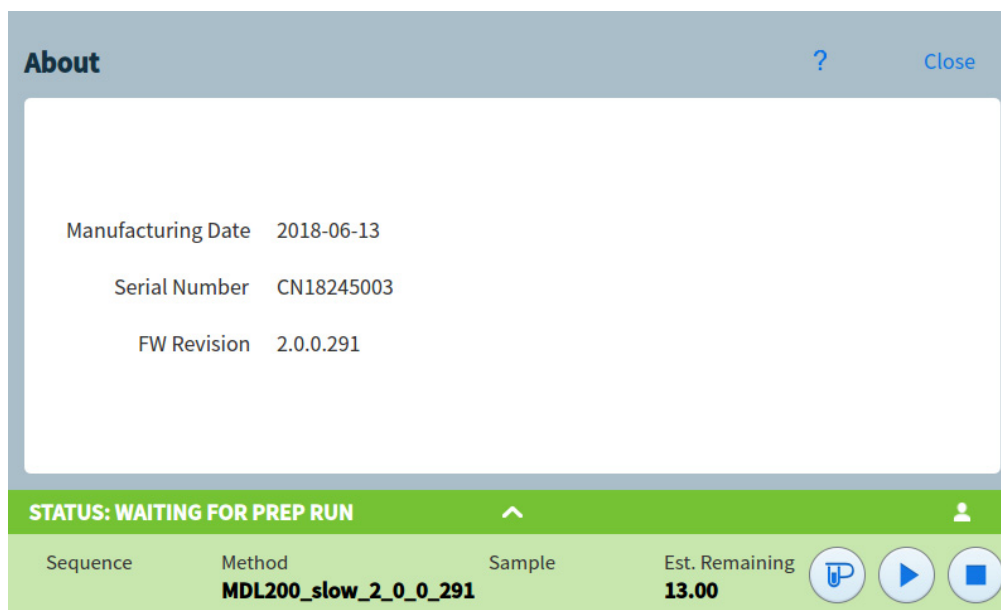 About ? Close
Manufacturing Date 2018-06-13
Serial Number CN18245003
FW Revision 2.0.0.291
STATUS: WAITING FOR PREP RUN
Sequence Method Sample Est. Remaining
MDL200_slow_2_0_0_291 13.00